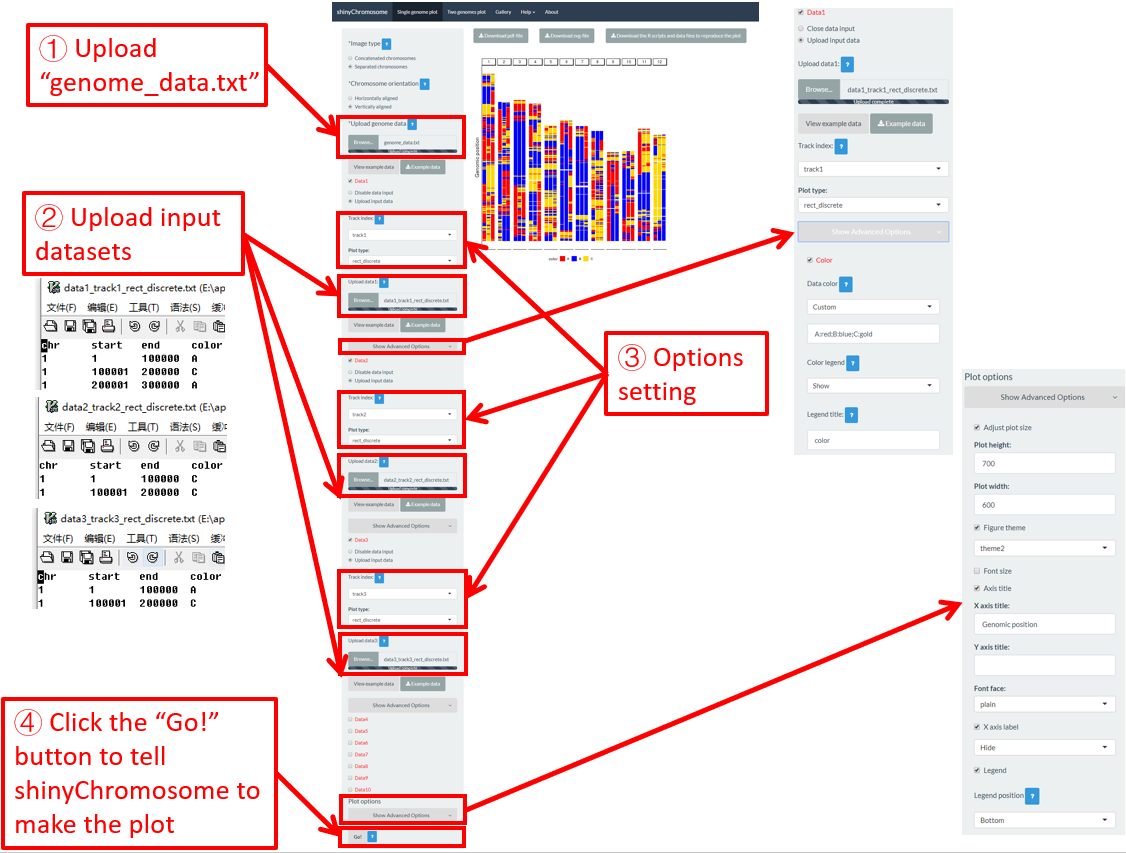 ① Upload
“genome_data.txt”
② Upload input
datasets
data1_track1_rect_discrete.txt (E:\ap
文件(F) 编辑(E) 工具(T) 语法(S) 缓
chr start end color
1 1 100000 A
1 100001 200000 C
1 200001 300000 A
data2_track2_rect_discrete.txt (E:\ap
文件(F) 编辑(E) 工具(T) 语法(S) 缓冲
chr start end color
1 1 100000 C
1 100001 200000 C
data3_track3_rect_discrete.txt (E:\ap
文件(F) 编辑(E) 工具(T) 语法(S) 缓
chr start end color
1 1 100000 A
1 100001 200000 C
④ Click the “Go!”
button to tell
shinyChromosome to
make the plot
shinyChromosome Single genome plot Two genomes plot Gallery Help About
*Image type ?
Concatenated chromosomes
Separated chromosomes
*Chromosome orientation ?
Horizontally aligned
Vertically aligned
*Upload genome data ?
Browse... genome_data.txt
Upload complete
View example data Example data
Data1
Disable data input
Upload input data
Track index: ?
track1
Plot type:
rect_discrete
Upload data1: ?
Browse... data1_track1_rect_discrete.txt
Upload complete
View example data Example data
Show Advanced Options
Data2
Disable data input
Upload input data
Track index: ?
track2
Plot type:
rect_discrete
Upload data2: ?
Browse... data2_track2_rect_discrete.txt
Upload complete
View example data Example data
Show Advanced Options
Data3
Disable data input
Upload input data
Track index: ?
track3
Plot type:
rect_discrete
Upload data3: ?
Browse... data3_track3_rect_discrete.txt
Upload complete
View example data Example data
Show Advanced Options
Data4
Data5
Data6
Data7
Data8
Data9
Data10
Plot options
Show Advanced Options
Go! ?
Download pdf-file Download svg-file Download the R scripts and data files to reproduce the plot
1 2 3 4 5 6 7 8 9 10 11 12
Genomic position
color A B C
③ Options
setting
Data1
Close data input
Upload input data
Upload data1: ?
Browse... data1_track1_rect_discrete.txt
Upload complete
View example data Example data
Track index: ?
track1
Plot type:
rect_discrete
Show Advanced Options
Color
Data color ?
Custom
A:red;B:blue;C:gold
Color legend ?
Show
Legend title: ?
color
Plot options
Show Advanced Options
Adjust plot size
Plot height:
700
Plot width:
600
Figure theme
theme2
Font size
Axis title
X axis title:
Genomic position
Y axis title:
Font face:
plain
X axis label
Hide
Legend
Legend position ?
Bottom